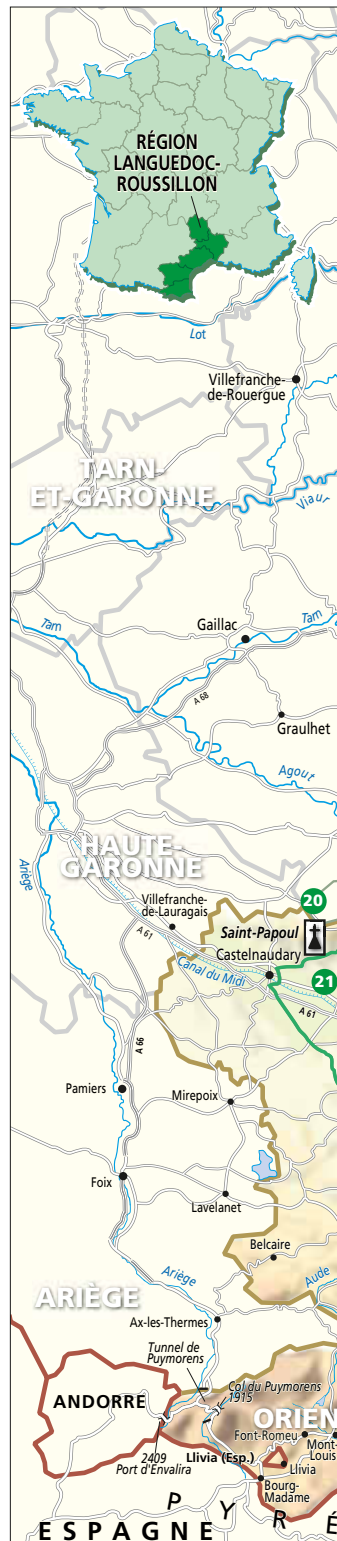 RÉGION
LANGUEDOC-
ROUSSILLON
Lot
Villefranche-
de-Rouergue
TARN-
ET-GARONNE
Viaur
Gaillac
Tarn
Tarn
A 68
Graulhet
Agout
HAUTE-
GARONNE
Ariège
Villefranche-
de-Lauragais
20
Saint-Papoul
Castelnaudary
A 61
Canal du Midi
21
A 61
A 66
Pamiers
Mirepoix
Foix
Lavelanet
Belcaire
Ariège
Aude
ARIÈGE
Ax-les-Thermes
Tunnel de
Puymorens
Col du Puymorens
1915
ANDORRE
ORIEN
Font-Romeu
Mont-
Louis
2409
Port d'Envalira
Llivia (Esp.)
Llivia
Bourg-
Madame
P Y R É
ESPAGNE